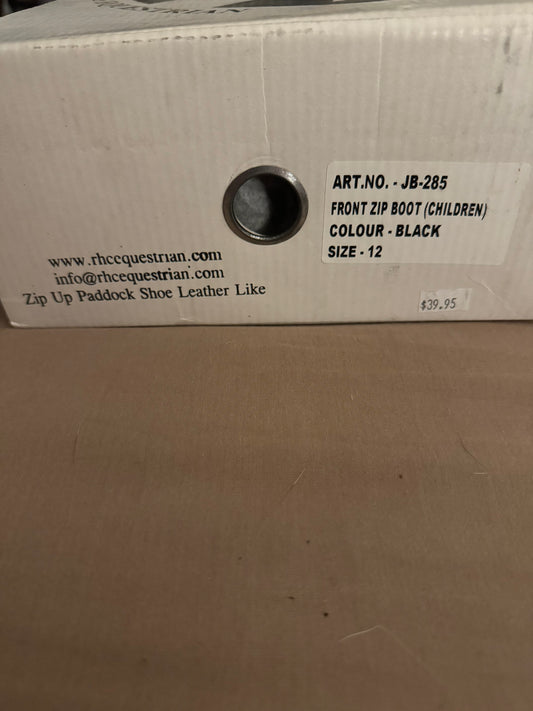 EQUESTRIAN
ART.NO. - JB-285
FRONT ZIP BOOT (CHILDREN)
COLOUR - BLACK
SIZE - 12
www.rhcequestrian.com
info@rhcequestrian.com
Zip Up Paddock Shoe Leather Like
$39.95